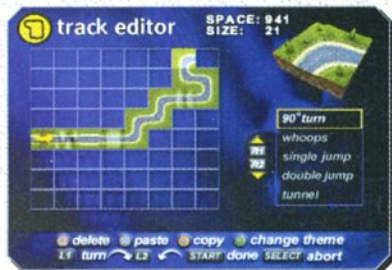 track editor
SPACE: 941
SIZE: 21
90° turn
whoops
single jump
double jump
tunnel
R1
R2
delete paste copy change theme
L1 turn L2 START done SELECT abort